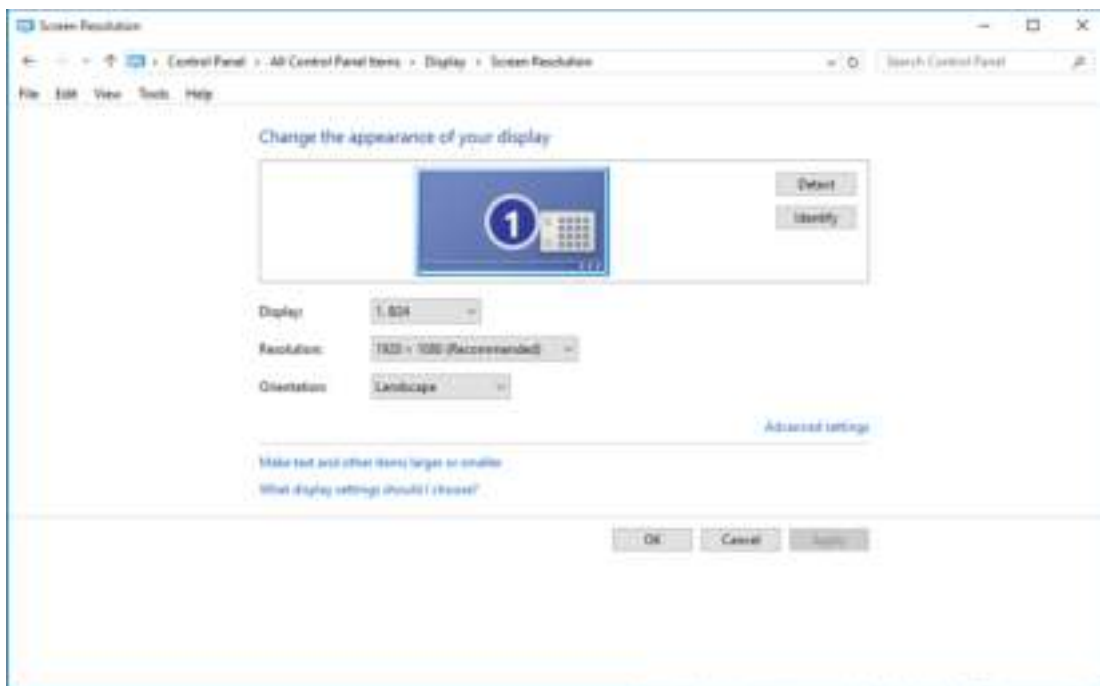 Screen Resolution
Control Panel › All Control Panel Items › Display › Screen Resolution
Search Control Panel
File Edit View Tools Help
Change the appearance of your display
1
Detect
Identify
Display:
1.
Resolution:
1920 × 1080 (Recommended)
Orientation:
Landscape
Advanced settings
Make text and other items larger or smaller
What display settings should I choose?
OK Cancel Apply